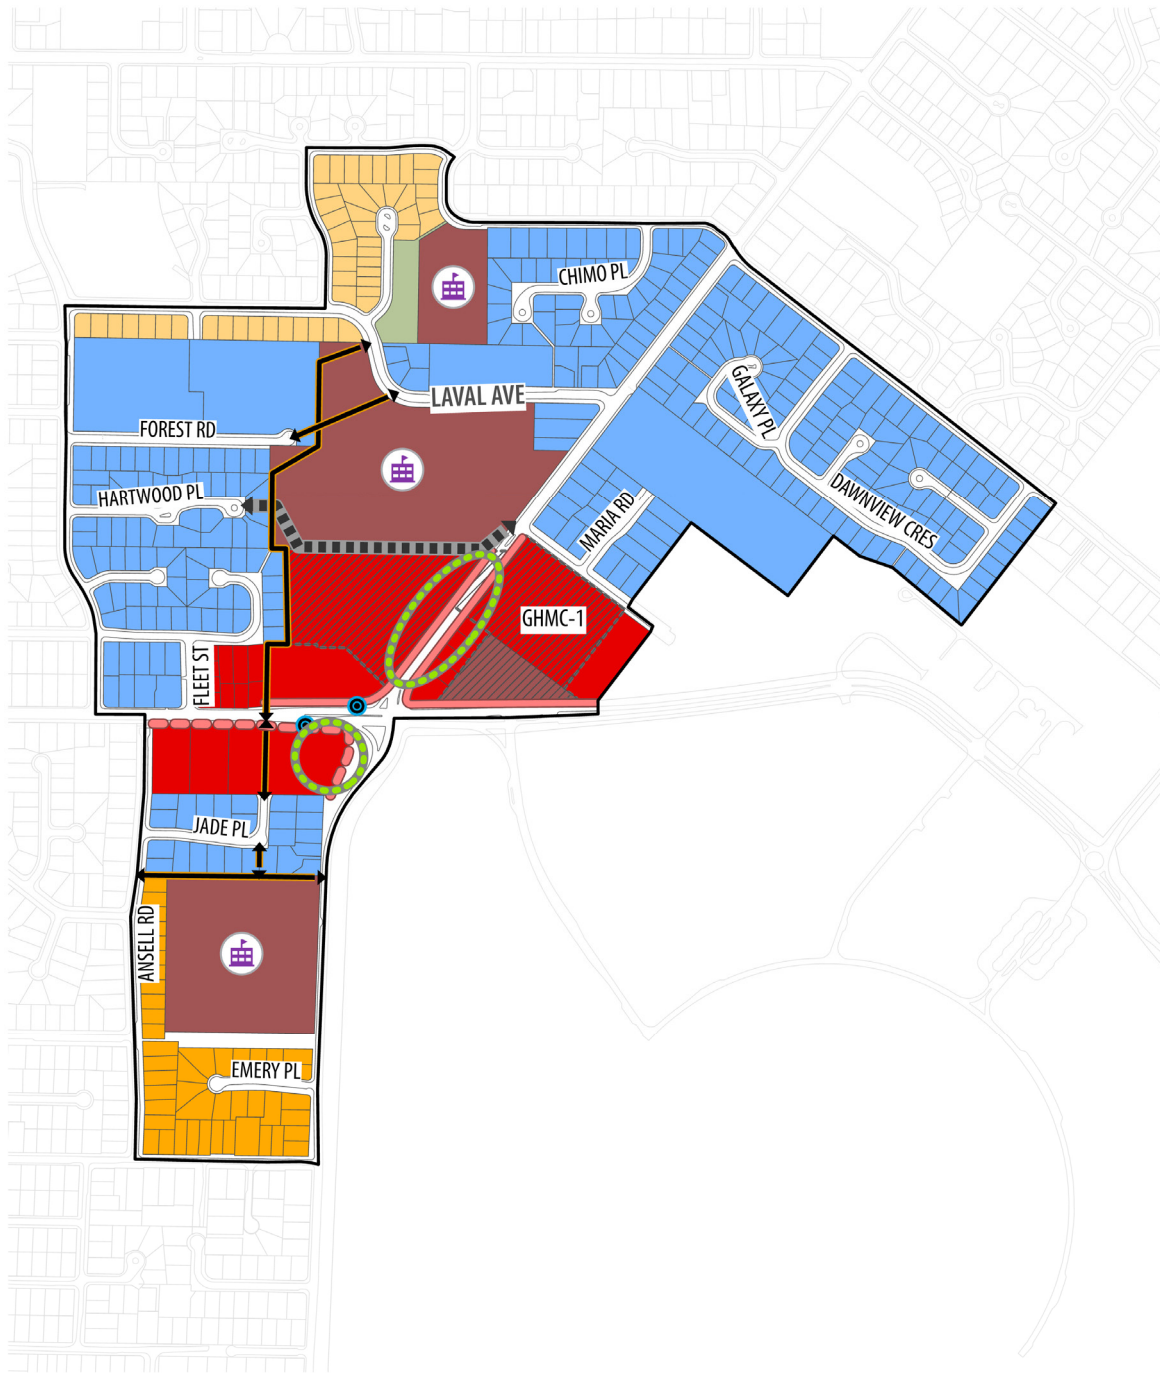 CHIMO PL
GALAXY PL
LAVAL AVE
FOREST RD
HARTWOOD PL
MARIA RD
DAWNVIEW CRES
GHMC-1
FLEET ST
JADE PL
ANSELL RD
EMERY PL